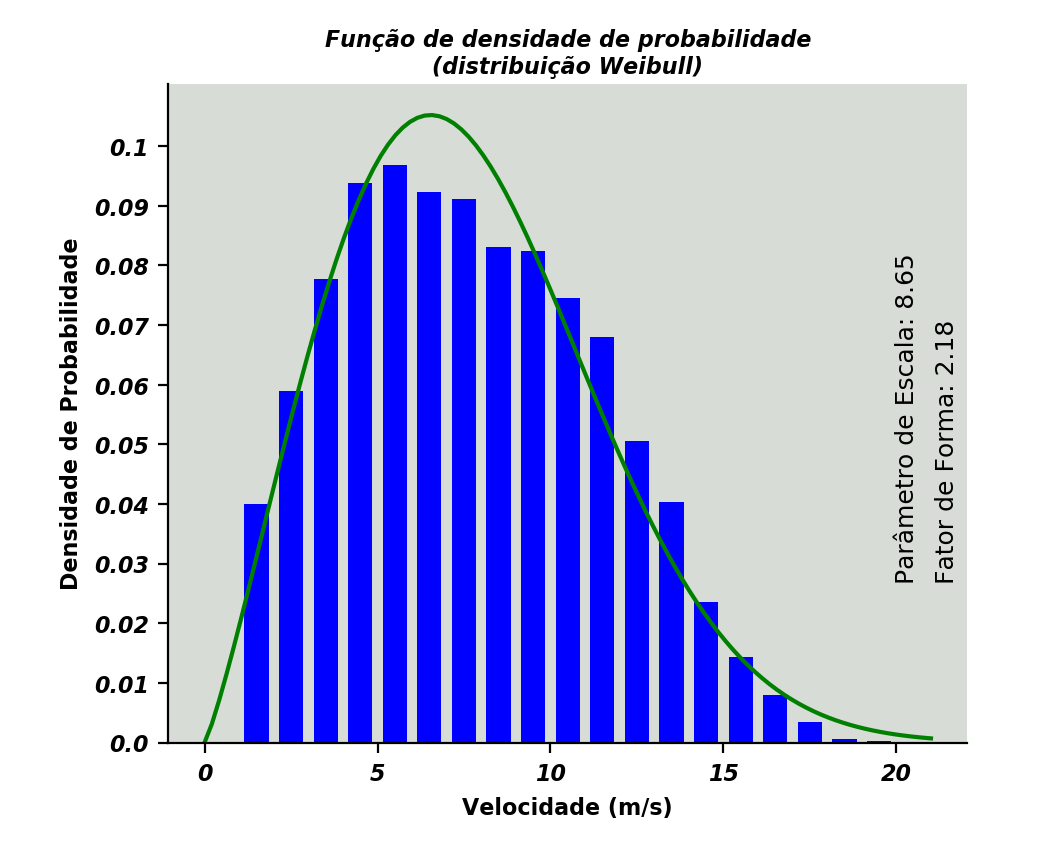 Função de densidade de probabilidade
(distribuição Weibull)
Densidade de Probabilidade
0.1
0.09
0.08
0.07
0.06
0.05
0.04
0.03
0.02
0.01
0.0
0
5
10
15
20
Velocidade (m/s)
Parâmetro de Escala: 8.65
Fator de Forma: 2.18